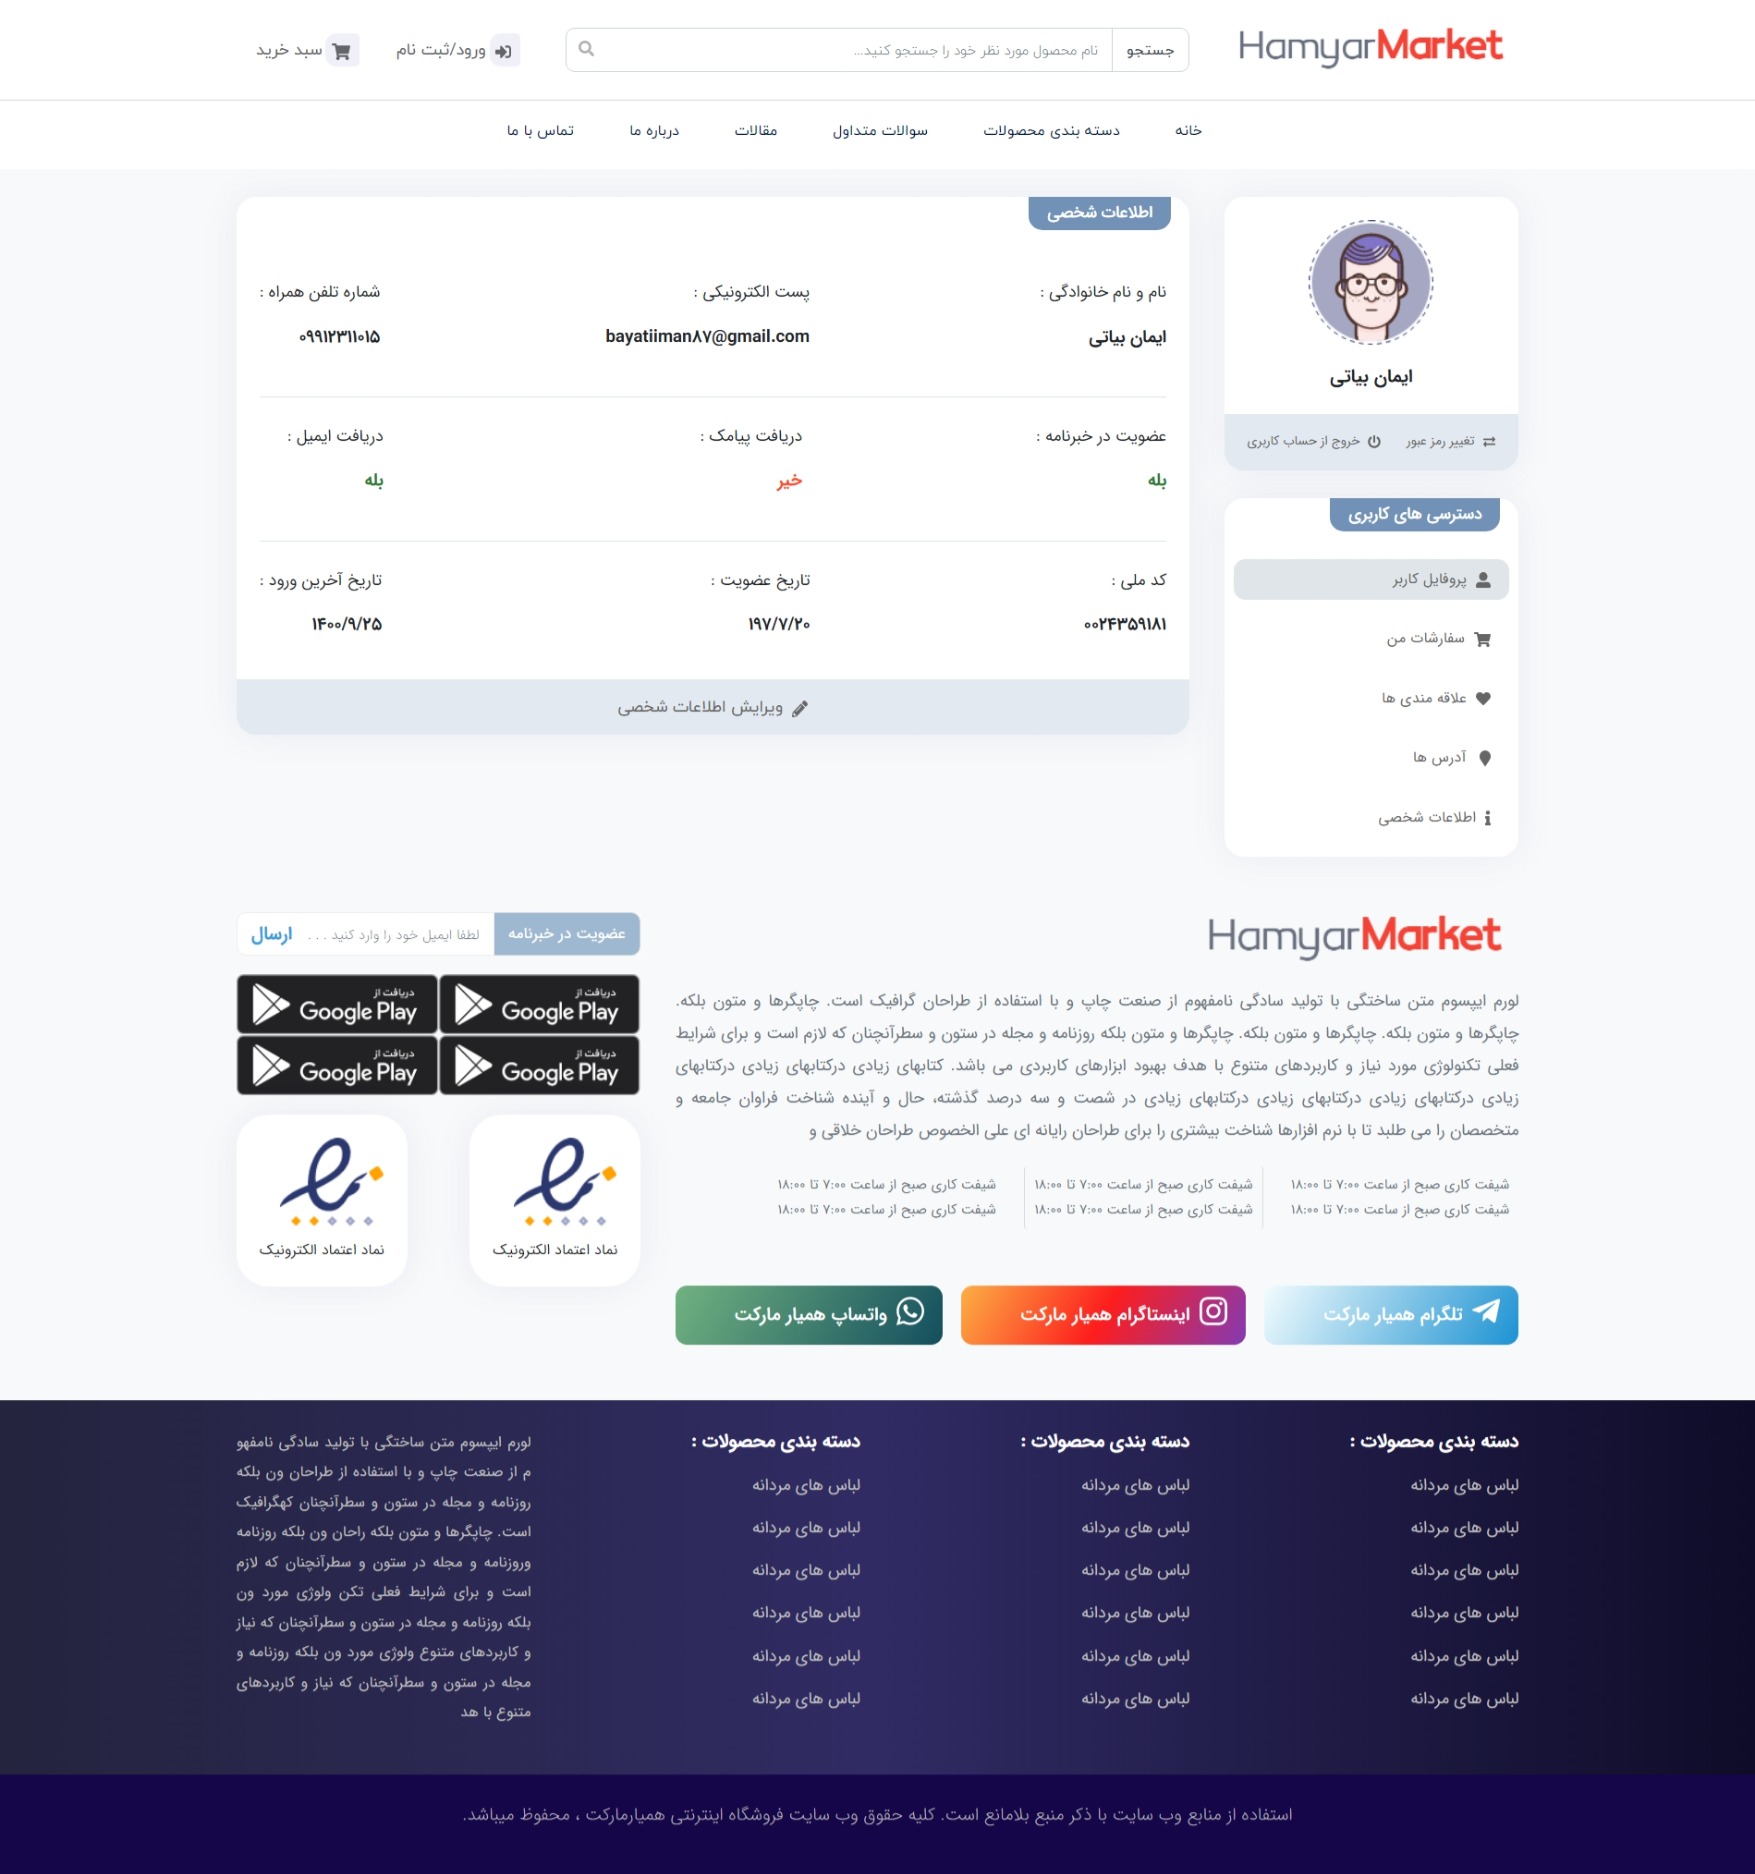 HamyarMarket
جستجو
نام محصول مورد نظر خود را جستجو کنید...
ورود/ثبت نام
سبد خرید
خانه
دسته بندی محصولات
سوالات متداول
مقالات
درباره ما
تماس با ما
ایمان بیاتی
تغییر رمز عبور
خروج از حساب کاربری
دسترسی های کاربری
پروفایل کاربر
سفارشات من
علاقه مندی ها
آدرس ها
اطلاعات شخصی
اطلاعات شخصی
نام و نام خانوادگی :
ایمان بیاتی
پست الکترونیکی :
bayatiiman۸۷@gmail.com
شماره تلفن همراه :
۰۹۹۱۲۳۱۱۰۱۵
عضویت در خبرنامه :
بله
دریافت پیامک :
خیر
دریافت ایمیل :
بله
کد ملی :
۰۰۲۴۳۵۹۱۸۱
تاریخ عضویت :
۱۹۷/۷/۲۰
تاریخ آخرین ورود :
۱۴۰۰/۹/۲۵
ویرایش اطلاعات شخصی
HamyarMarket
لورم ایپسوم متن ساختگی با تولید سادگی نامفهوم از صنعت چاپ و با استفاده از طراحان گرافیک است. چاپگرها و متون بلکه.
چاپگرها و متون بلکه. چاپگرها و متون بلکه. چاپگرها و متون بلکه روزنامه و مجله در ستون و سطرآنچنان که لازم است و برای شرایط
فعلی تکنولوژی مورد نیاز و کاربردهای متنوع با هدف بهبود ابزارهای کاربردی می باشد. کتابهای زیادی درکتابهای زیادی درکتابهای
زیادی درکتابهای زیادی درکتابهای زیادی درکتابهای زیادی در شصت و سه درصد گذشته، حال و آینده شناخت فراوان جامعه و
متخصصان را می طلبد تا با نرم افزارها شناخت بیشتری را برای طراحان رایانه ای علی الخصوص طراحان خلاقی و
شیفت کاری صبح از ساعت ۷:۰۰ تا ۱۸:۰۰
شیفت کاری صبح از ساعت ۷:۰۰ تا ۱۸:۰۰
شیفت کاری صبح از ساعت ۷:۰۰ تا ۱۸:۰۰
شیفت کاری صبح از ساعت ۷:۰۰ تا ۱۸:۰۰
شیفت کاری صبح از ساعت ۷:۰۰ تا ۱۸:۰۰
شیفت کاری صبح از ساعت ۷:۰۰ تا ۱۸:۰۰
تلگرام همیار مارکت
اینستاگرام همیار مارکت
واتساپ همیار مارکت
عضویت در خبرنامه
لطفا ایمیل خود را وارد کنید . . .
ارسال
دریافت از
Google Play
دریافت از
Google Play
دریافت از
Google Play
دریافت از
Google Play
نماد اعتماد الکترونیک
نماد اعتماد الکترونیک
دسته بندی محصولات :
لباس های مردانه
لباس های مردانه
لباس های مردانه
لباس های مردانه
لباس های مردانه
لباس های مردانه
دسته بندی محصولات :
لباس های مردانه
لباس های مردانه
لباس های مردانه
لباس های مردانه
لباس های مردانه
لباس های مردانه
دسته بندی محصولات :
لباس های مردانه
لباس های مردانه
لباس های مردانه
لباس های مردانه
لباس های مردانه
لباس های مردانه
لورم ایپسوم متن ساختگی با تولید سادگی نامفهو
م از صنعت چاپ و با استفاده از طراحان ون بلکه
روزنامه و مجله در ستون و سطرآنچنان کهگرافیک
است. چاپگرها و متون بلکه راحان ون بلکه روزنامه
وروزنامه و مجله در ستون و سطرآنچنان که لازم
است و برای شرایط فعلی تکن ولوژی مورد ون
بلکه روزنامه و مجله در ستون و سطرآنچنان که نیاز
و کاربردهای متنوع ولوژی مورد ون بلکه روزنامه و
مجله در ستون و سطرآنچنان که نیاز و کاربردهای
متنوع با هد
استفاده از منابع وب سایت با ذکر منبع بلامانع است. کلیه حقوق وب سایت فروشگاه اینترنتی همیارمارکت ، محفوظ میباشد.